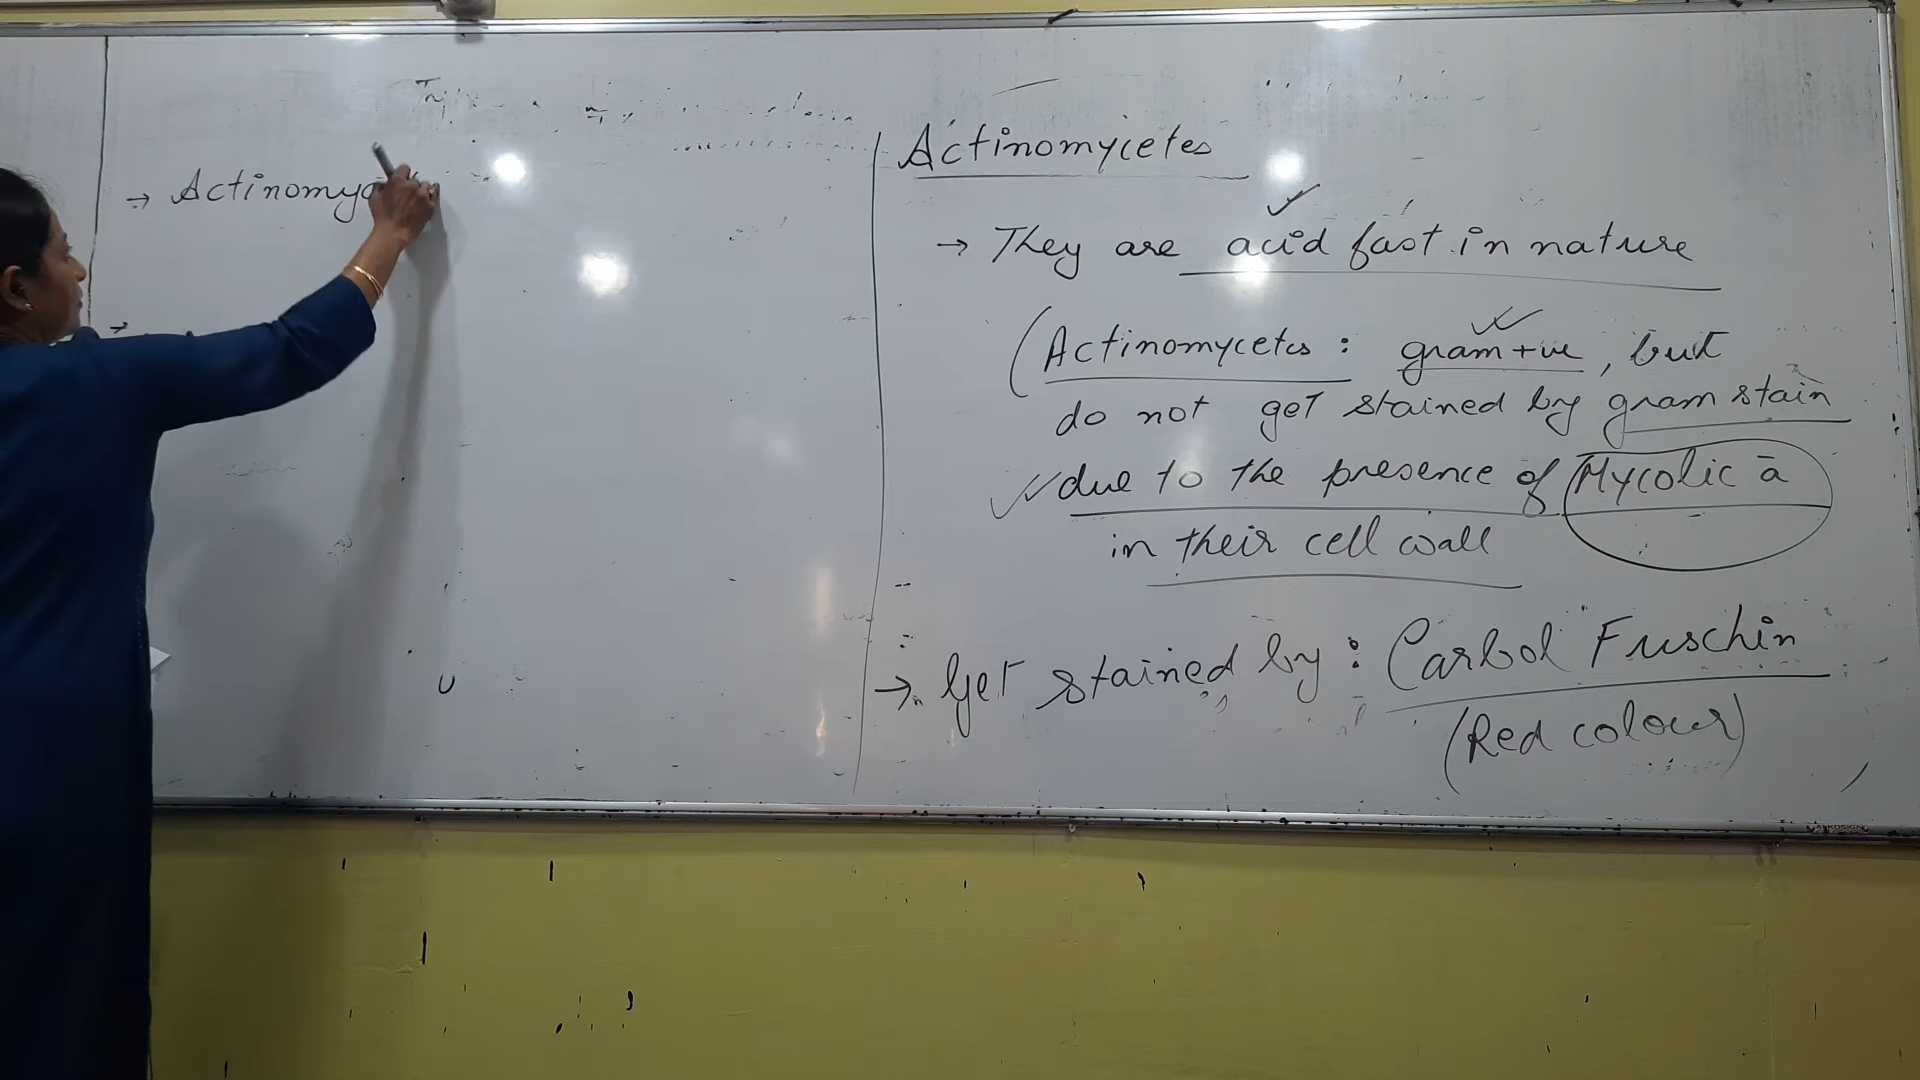 → Actinomyc
Actinomycetes
→ They are acid fast in nature
(Actinomycetes : gram +ve, but
do not get stained by gram stain
due to the presence of Mycolic ā
in their cell wall
→ Get stained by : Carbol Fuschin
(Red colour)